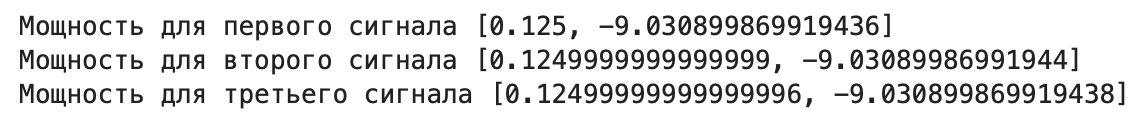 Мощность для первого сигнала [0.125, -9.030899869919436]
Мощность для второго сигнала [0.1249999999999999, -9.03089986991944]
Мощность для третьего сигнала [0.12499999999999996, -9.030899869919438]